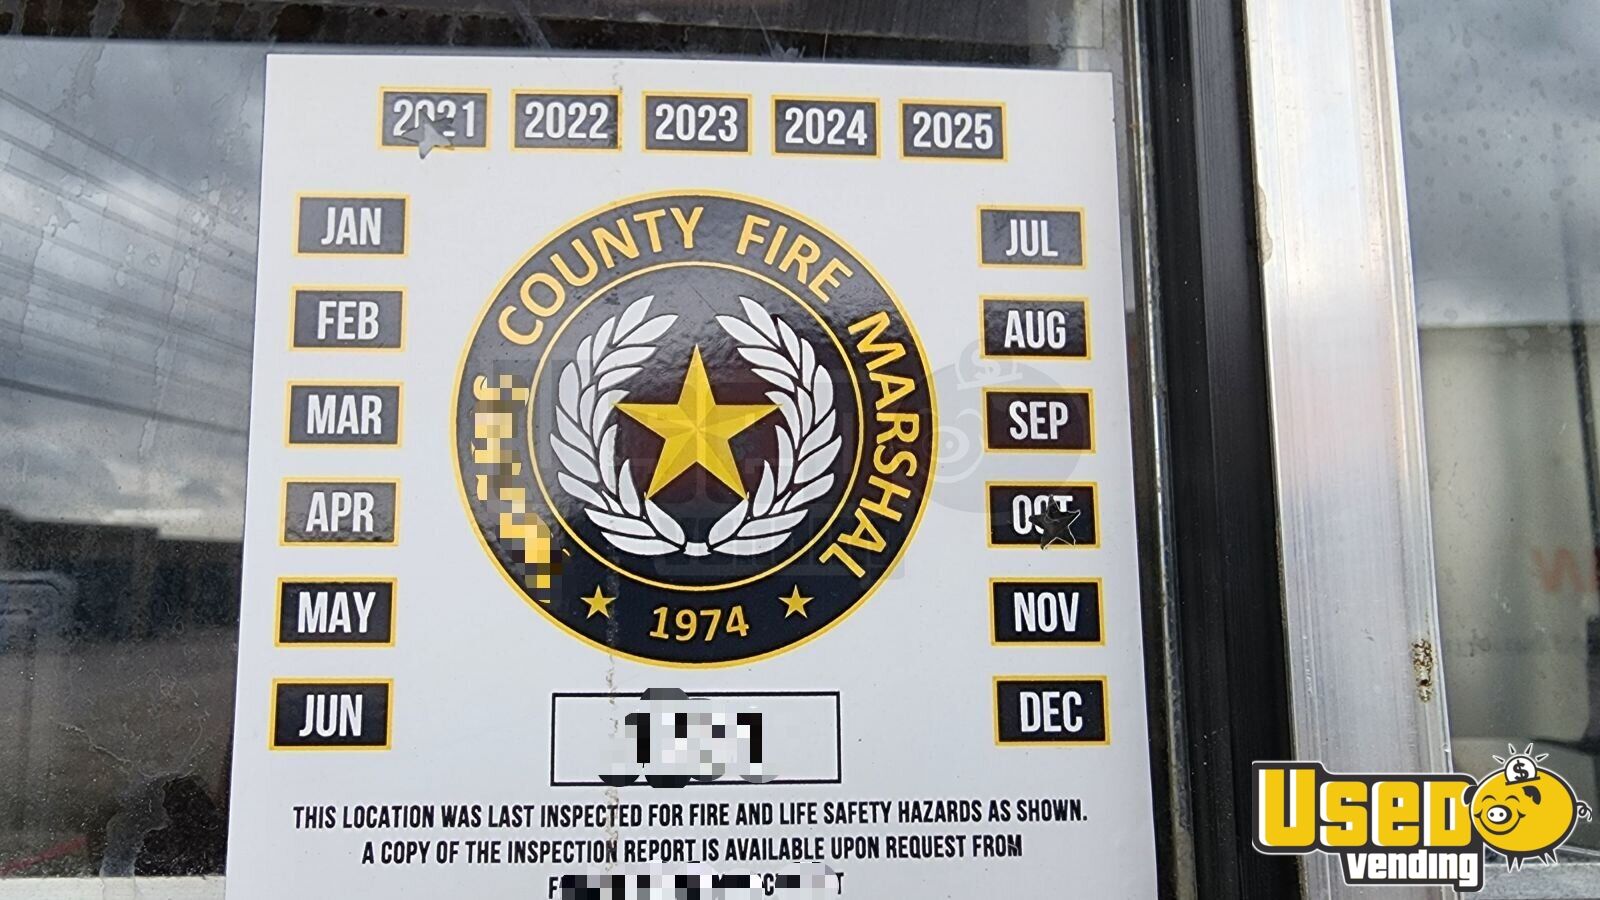 2021 2022 2023 2024 2025
JAN
FEB
MAR
APR
MAY
JUN
COUNTY FIRE MARSHAL
1974
JUL
AUG
SEP
OCT
NOV
DEC
THIS LOCATION WAS LAST INSPECTED FOR FIRE AND LIFE SAFETY HAZARDS AS SHOWN.
A COPY OF THE INSPECTION REPORT IS AVAILABLE UPON REQUEST FROM
USED
vending